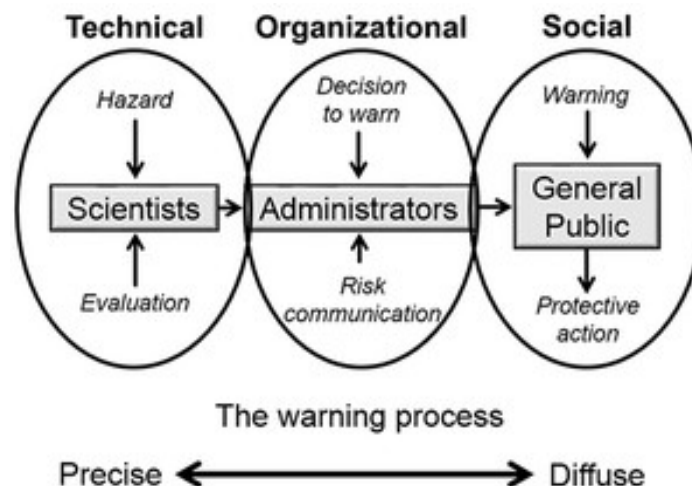 Technical
Organizational
Social
Hazard
Decision
to warn
Warning
Scientists
Administrators
General
Public
Evaluation
Risk
communication
Protective
action
The warning process
Precise
Diffuse